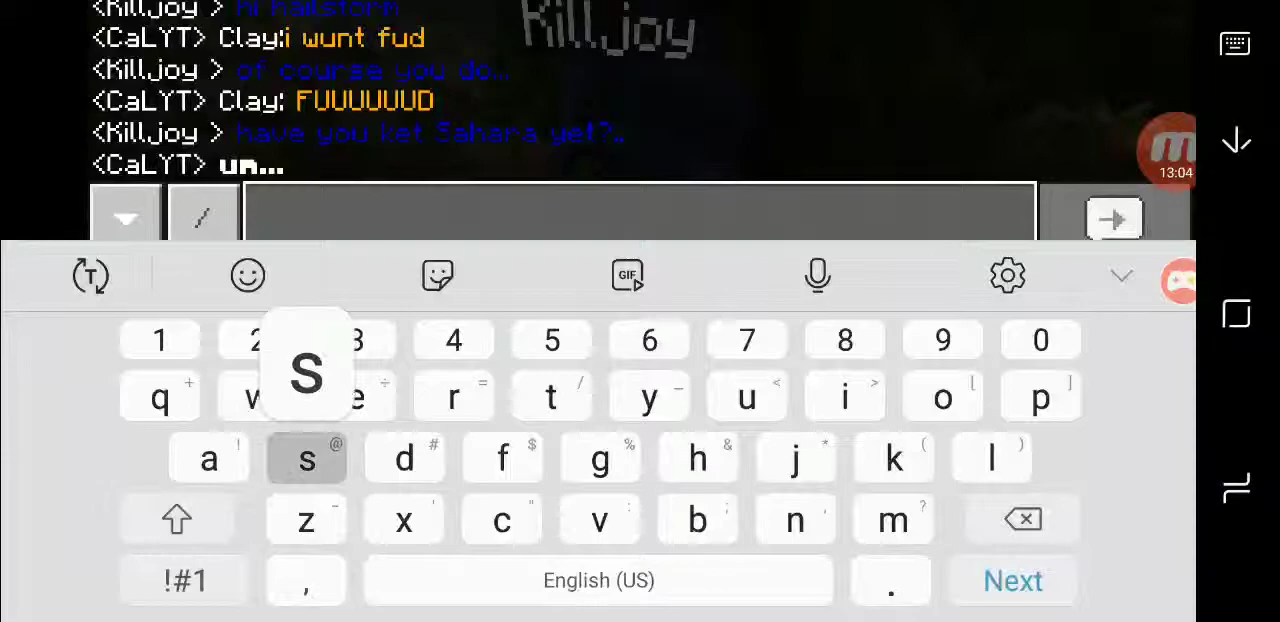 <Killjoy > hi hailstorm
Killjoy
<CaLYT> Clay:i wunt fud
<Killjoy > of course you do...
<CaLYT> Clay: FUUUUUUD
<Killjoy > have you ket Sahara yet?..
<CaLYT> un...
13:04
/
GIF
1 2 3 4 5 6 7 8 9 0
s
q w e r t y u i o p
a s d f g h j k l
z x c v b n m
!#1 , English (US) . Next